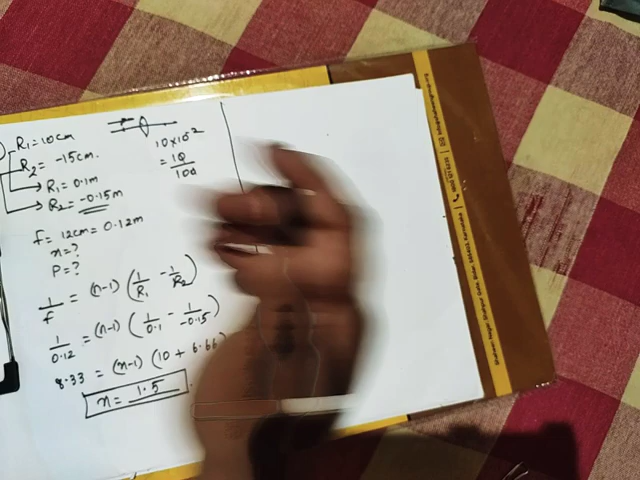 R₁=10cm
R₂= -15cm.
R₁= 0.1m
R₂= -0.15m
10×10⁻²
= 10
100
f= 12cm = 0.12m
n=?
P=?
1/f = (n-1) (1/R₁ - 1/R₂)
1/0.12 = (n-1) (1/0.1 - 1/-0.15)
8.33 = (n-1) (10 + 6.66
n= 1.5